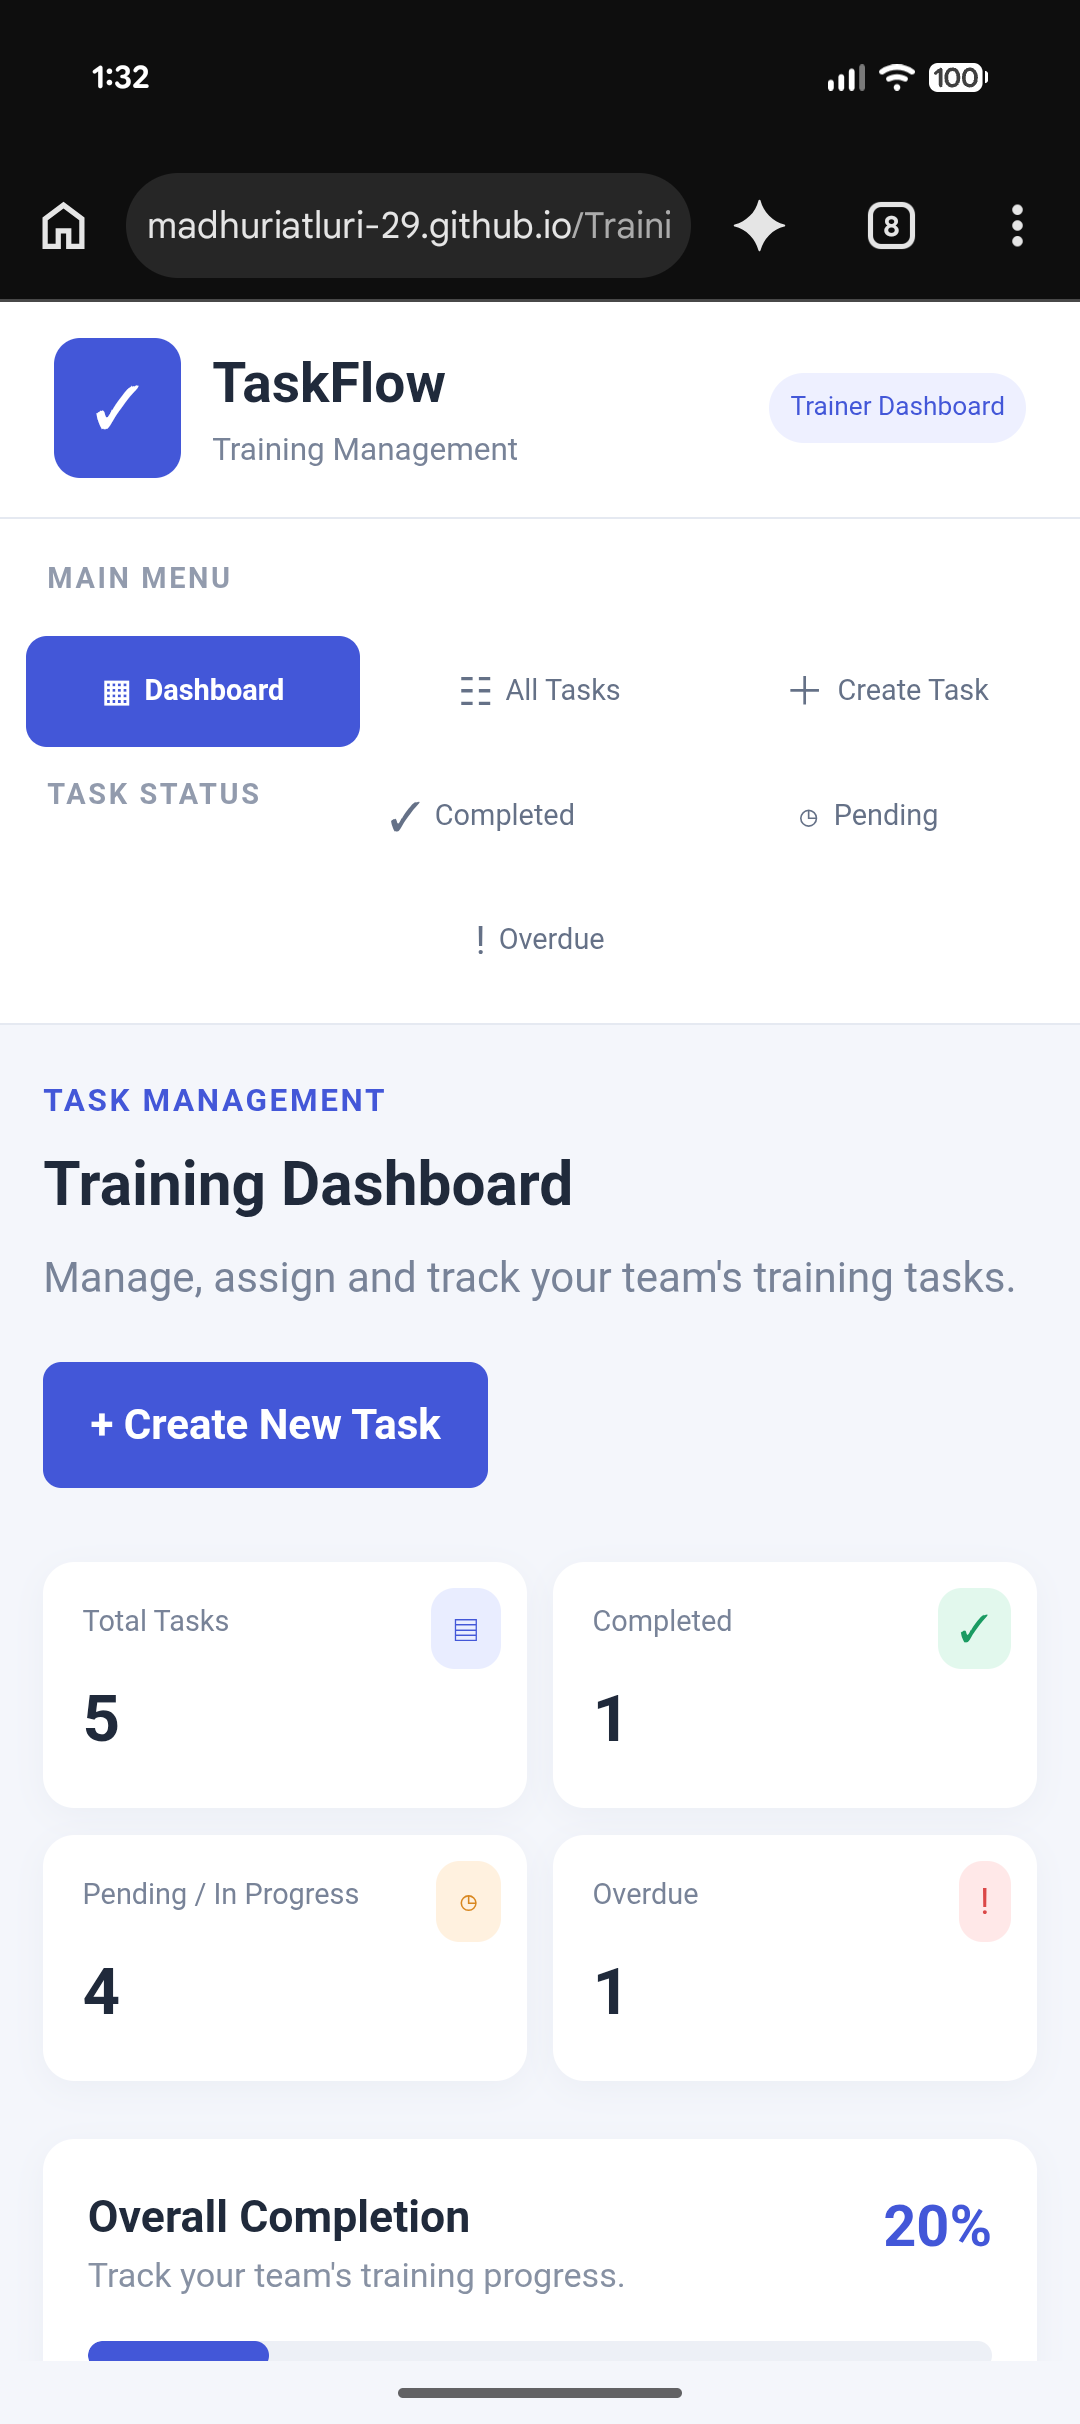 1:32
100
madhuriatluri-29.github.io/Traini
8
✓
TaskFlow
Training Management
Trainer Dashboard
MAIN MENU
▦ Dashboard
☷ All Tasks
+ Create Task
TASK STATUS
✓ Completed
◷ Pending
! Overdue
TASK MANAGEMENT
Training Dashboard
Manage, assign and track your team's training tasks.
+ Create New Task
Total Tasks
▤
5
Completed
✓
1
Pending / In Progress
◷
4
Overdue
!
1
Overall Completion
20%
Track your team's training progress.